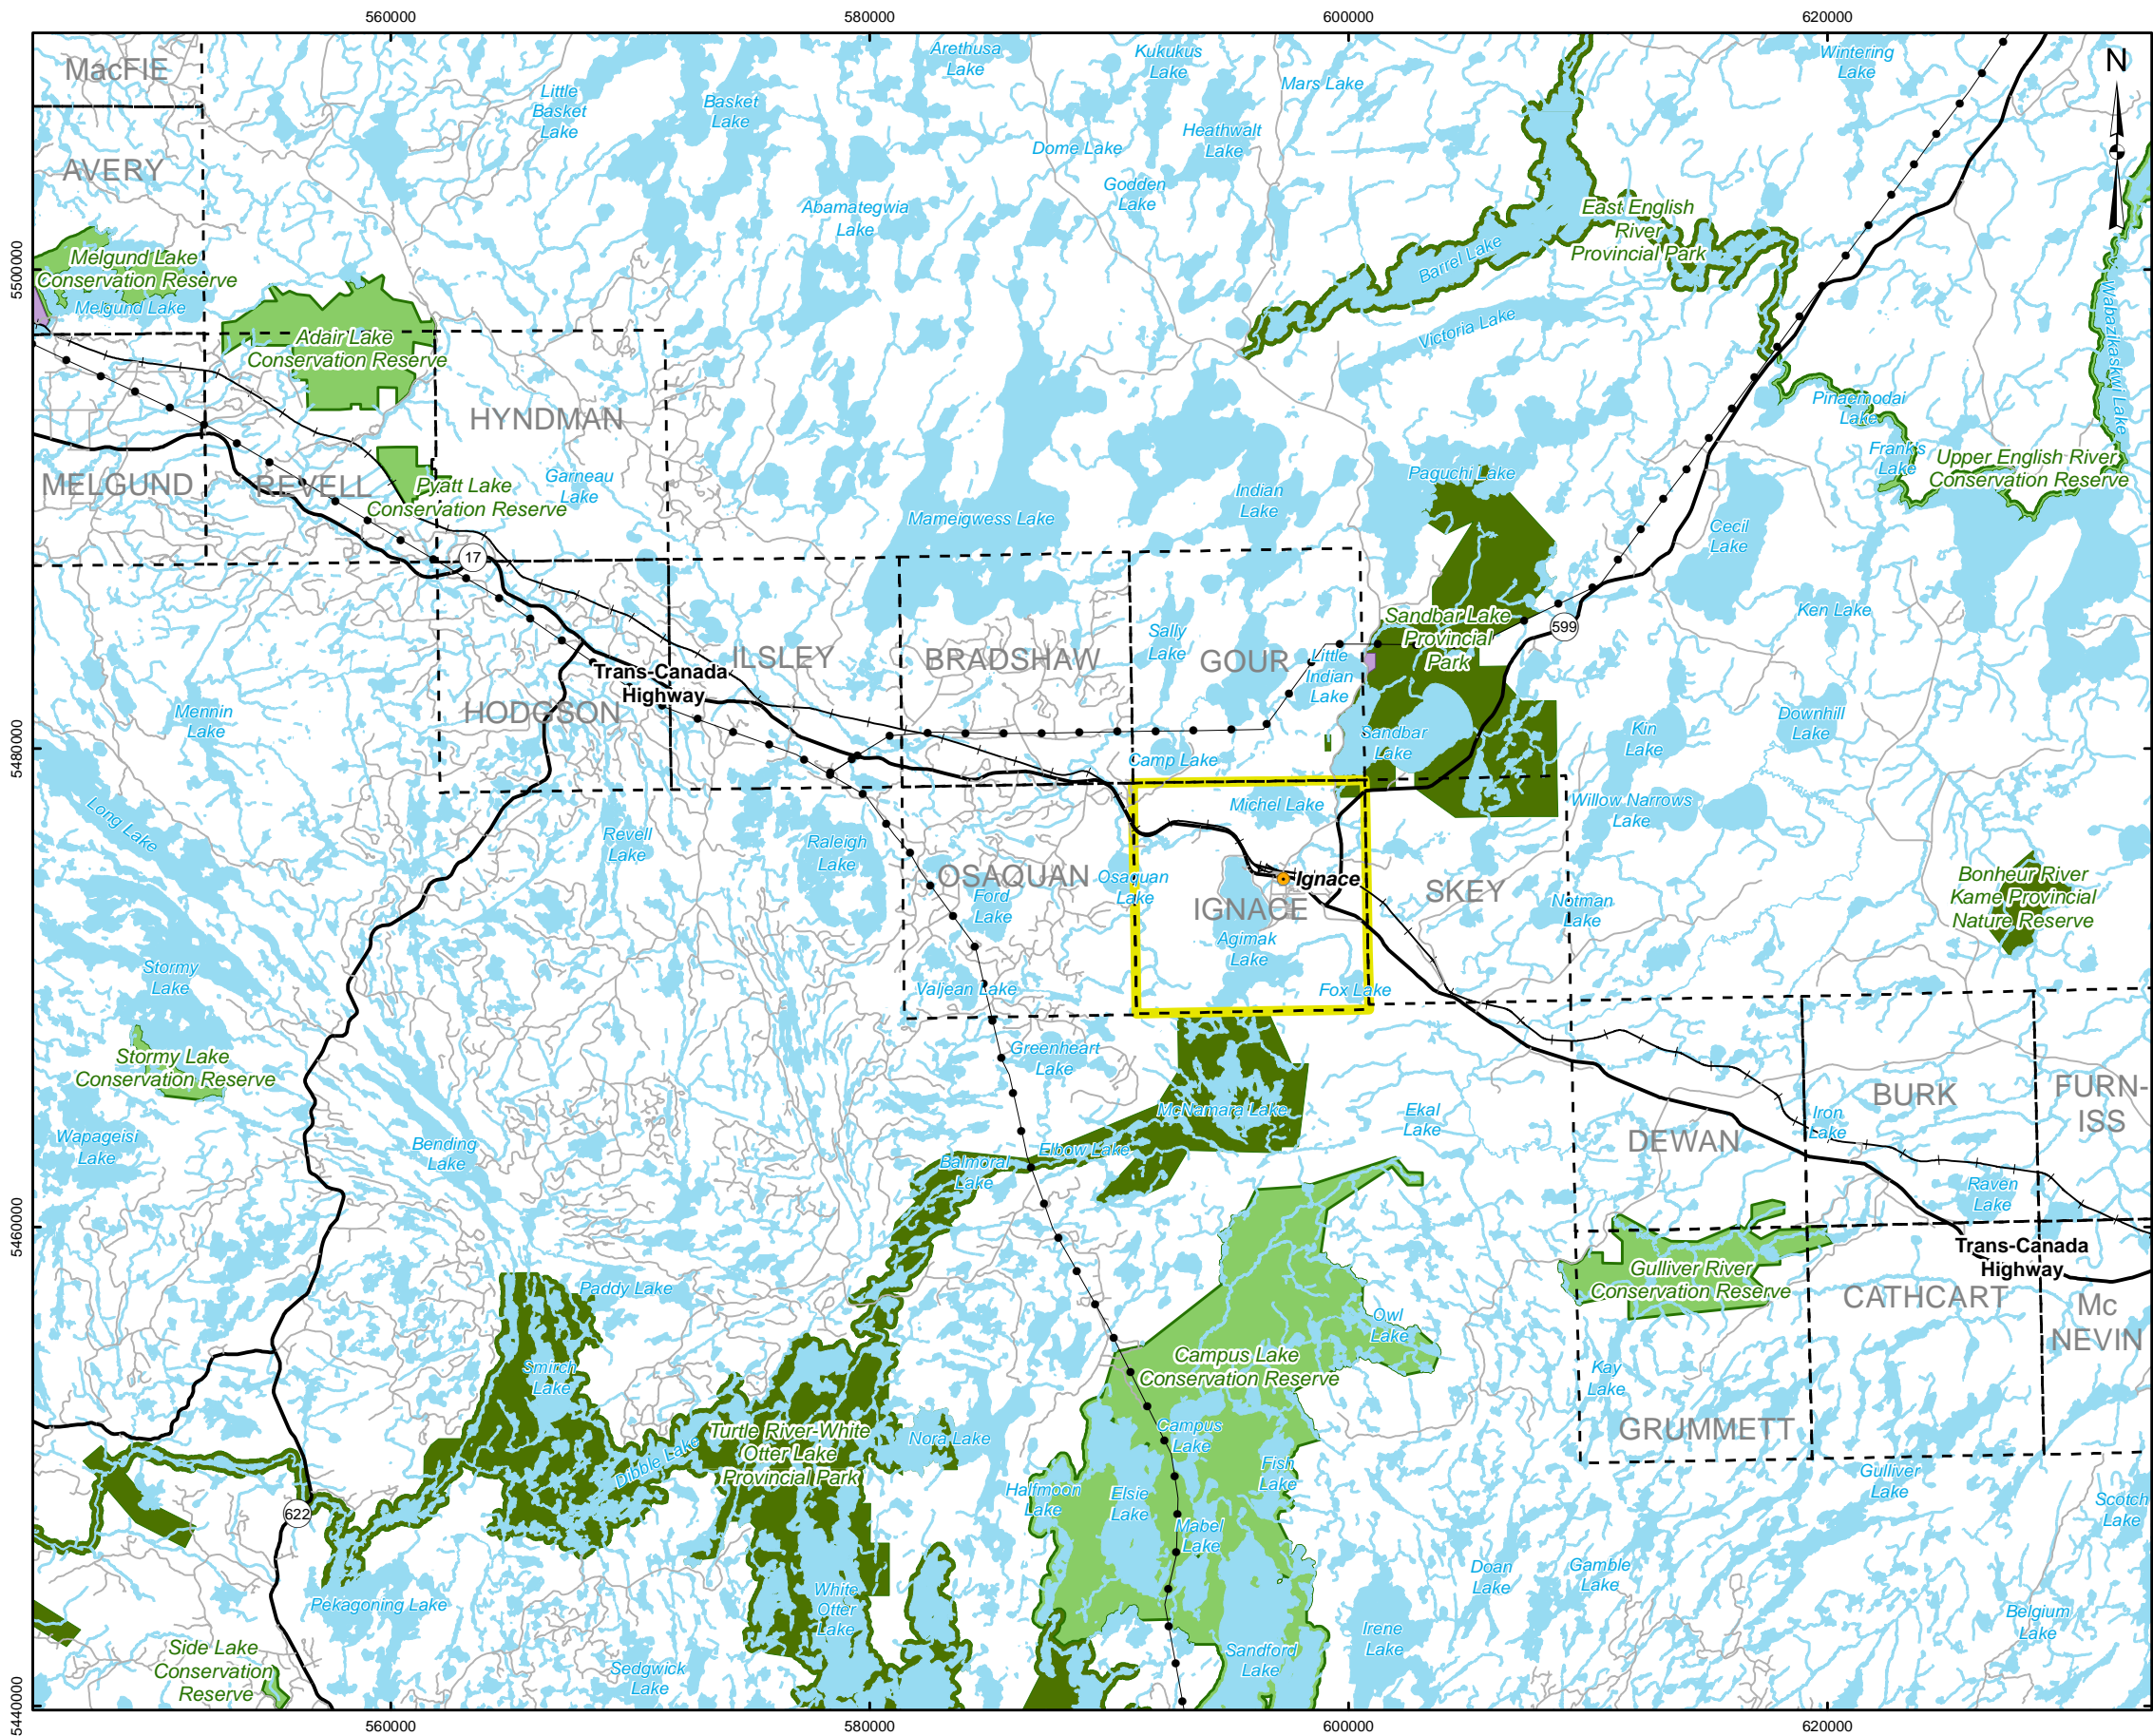 560000
580000
600000
620000
MacFIE
Arethusa
Lake
Kukukus
Lake
Mars Lake
Wintering
Lake
N
Little
Basket
Lake
Basket
Lake
Heathwalt
Lake
Dome Lake
AVERY
Godden
Lake
Abamategwia
Lake
East English
River
Provincial Park
Barrel Lake
5500000
Melgund Lake
Conservation Reserve
Melgund Lake
Adair Lake
Conservation Reserve
Victoria Lake
Wabazikaskwi Lake
Pinaemodai
Lake
HYNDMAN
Frank's
Lake
Upper English River
Conservation Reserve
MELGUND
REVELL
Pyatt Lake
Conservation Reserve
Garneau
Lake
Paguchi Lake
Indian
Lake
Mameigwess Lake
Cecil
Lake
17
Ken Lake
599
Sandbar Lake
Provincial
Park
Sally
Lake
GOUR
Little
Indian
Lake
ILSLEY
BRADSHAW
Trans-Canada
Highway
HODGSON
Mennin
Lake
5480000
Sandbar
Lake
Kin
Lake
Downhill
Lake
Camp Lake
Michel Lake
Willow Narrows
Lake
Long Lake
Revell
Lake
Raleigh
Lake
OSAQUAN
Ford
Lake
Osaquan
Lake
Ignace
IGNACE
SKEY
Notman
Lake
Bonheur River
Kame Provincial
Nature Reserve
Agimak
Lake
Stormy
Lake
Valjean Lake
Fox Lake
Stormy Lake
Conservation Reserve
Greenheart
Lake
McNamara Lake
Ekal
Lake
BURK
FURN-
ISS
Iron
Lake
DEWAN
Wapageisi
Lake
Bending
Lake
Elbow Lake
Balmoral
Lake
Raven
Lake
5460000
Trans-Canada
Highway
Gulliver River
Conservation Reserve
CATHCART
Mc
NEVIN
Paddy Lake
Owl
Lake
Smirch
Lake
Campus Lake
Conservation Reserve
Kay
Lake
GRUMMETT
Turtle River-White
Otter Lake
Provincial Park
Dibble Lake
Nora Lake
Campus
Lake
Fish
Lake
Gulliver
Lake
Halfmoon
Lake
Elsie
Lake
Mabel
Lake
Scotch
Lake
622
Doan
Lake
Gamble
Lake
Pekagoning Lake
White
Otter
Lake
Belgium
Lake
Irene
Lake
Side Lake
Conservation
Reserve
Sedgwick
Lake
Sandford
Lake
5440000
560000
580000
600000
620000